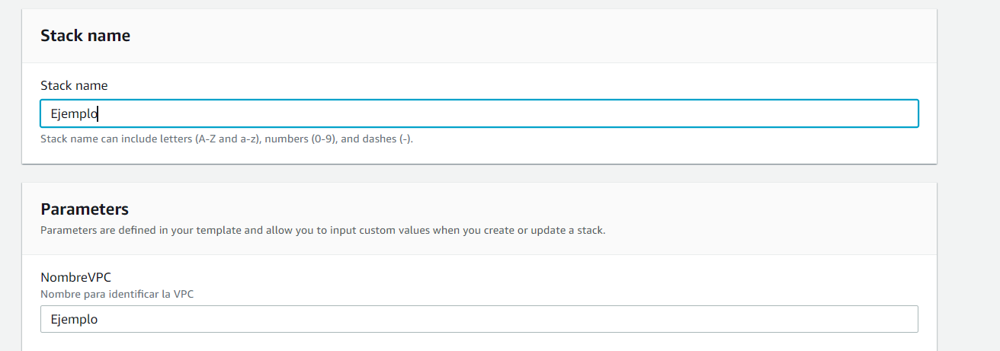 Stack name
Stack name
Ejemplo
Stack name can include letters (A-Z and a-z), numbers (0-9), and dashes (-).
Parameters
Parameters are defined in your template and allow you to input custom values when you create or update a stack.
NombreVPC
Nombre para identificar la VPC
Ejemplo